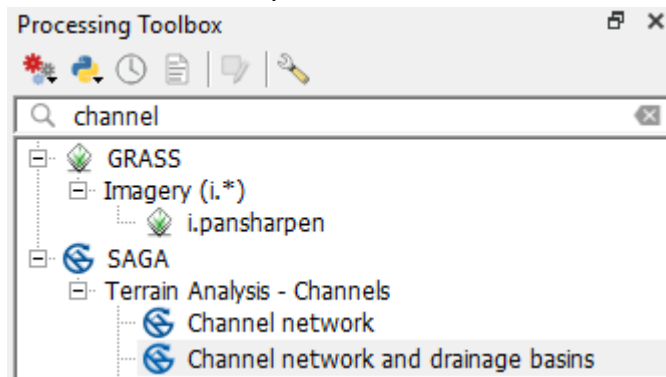 Processing Toolbox
channel
GRASS
Imagery (i.*)
i.pansharpen
SAGA
Terrain Analysis - Channels
Channel network
Channel network and drainage basins